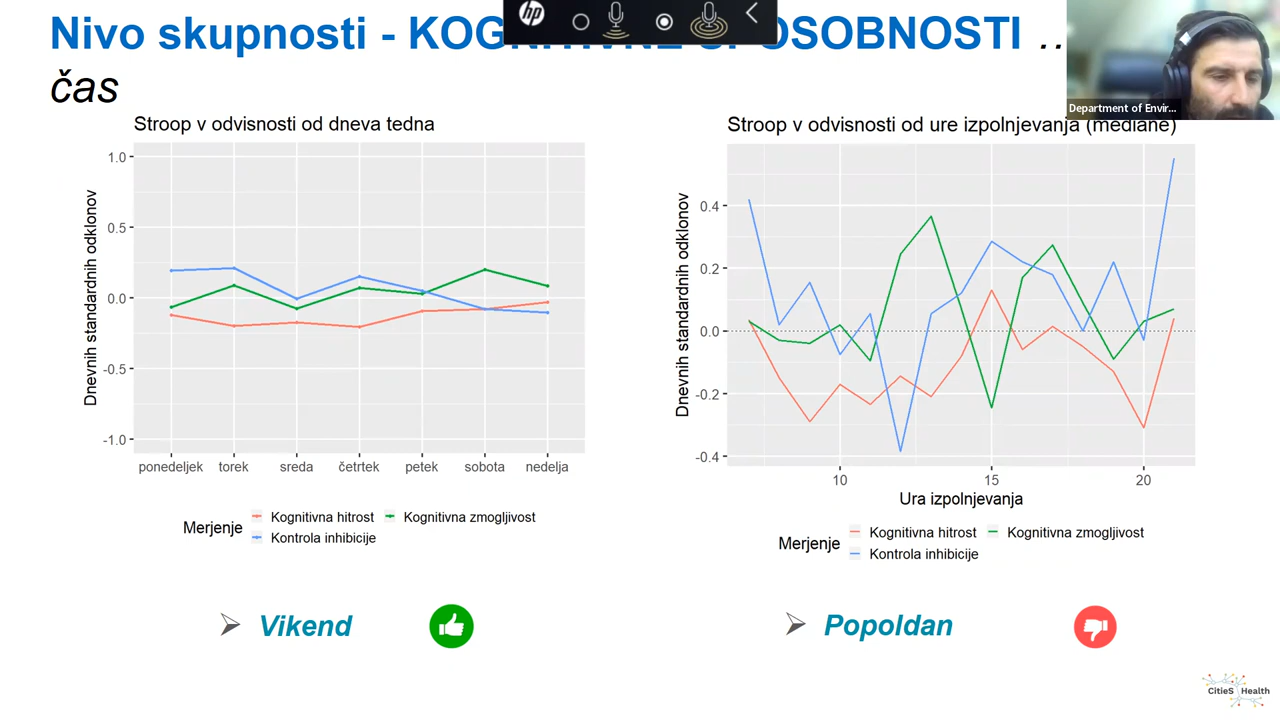 Nivo skupnosti - KOGNITIVNE SPOSOBNOSTI ..
čas
hp
Department of Envir...
Stroop v odvisnosti od dneva tedna
Dnevnih standardnih odklonov
1.0
0.5
0.0
-0.5
-1.0
ponedeljek torek sreda četrtek petek sobota nedelja
Merjenje
Kognitivna hitrost Kognitivna zmogljivost
Kontrola inhibicije
Stroop v odvisnosti od ure izpolnjevanja (mediane)
Dnevnih standardnih odklonov
0.4
0.2
0.0
-0.2
-0.4
10 15 20
Ura izpolnjevanja
Merjenje
Kognitivna hitrost Kognitivna zmogljivost
Kontrola inhibicije
Vikend
Popoldan
CitieS Health